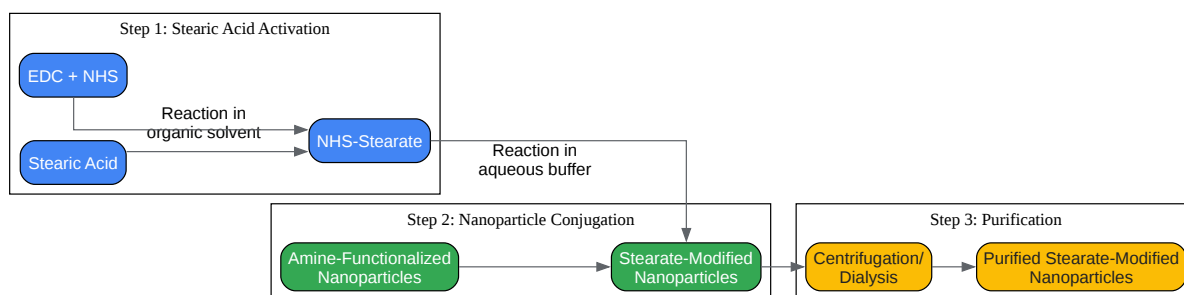 Step 1: Stearic Acid Activation
EDC + NHS
Reaction in
organic solvent
Stearic Acid
NHS-Stearate
Reaction in
aqueous buffer
Step 2: Nanoparticle Conjugation
Amine-Functionalized
Nanoparticles
Stearate-Modified
Nanoparticles
Step 3: Purification
Centrifugation/
Dialysis
Purified Stearate-Modified
Nanoparticles